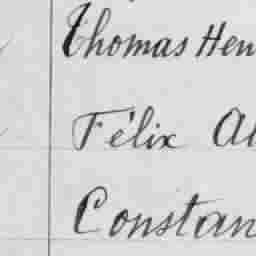 Thomas Hen
Félix Al
Constan